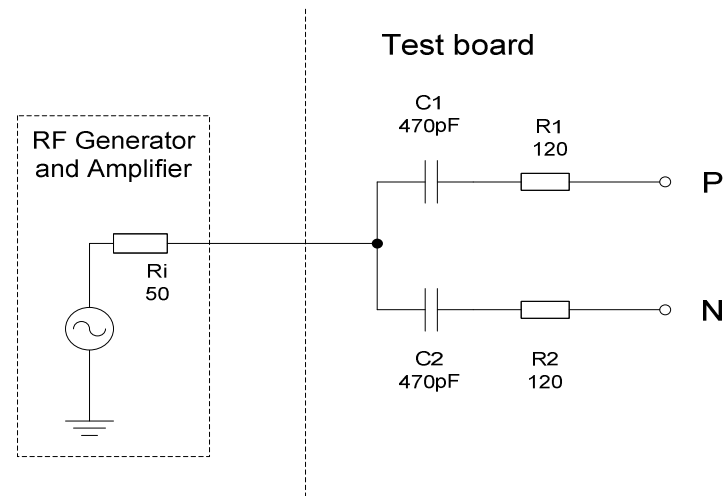 Test board
RF Generator
and Amplifier
C1
470pF
R1
120
P
Ri
50
N
C2
470pF
R2
120